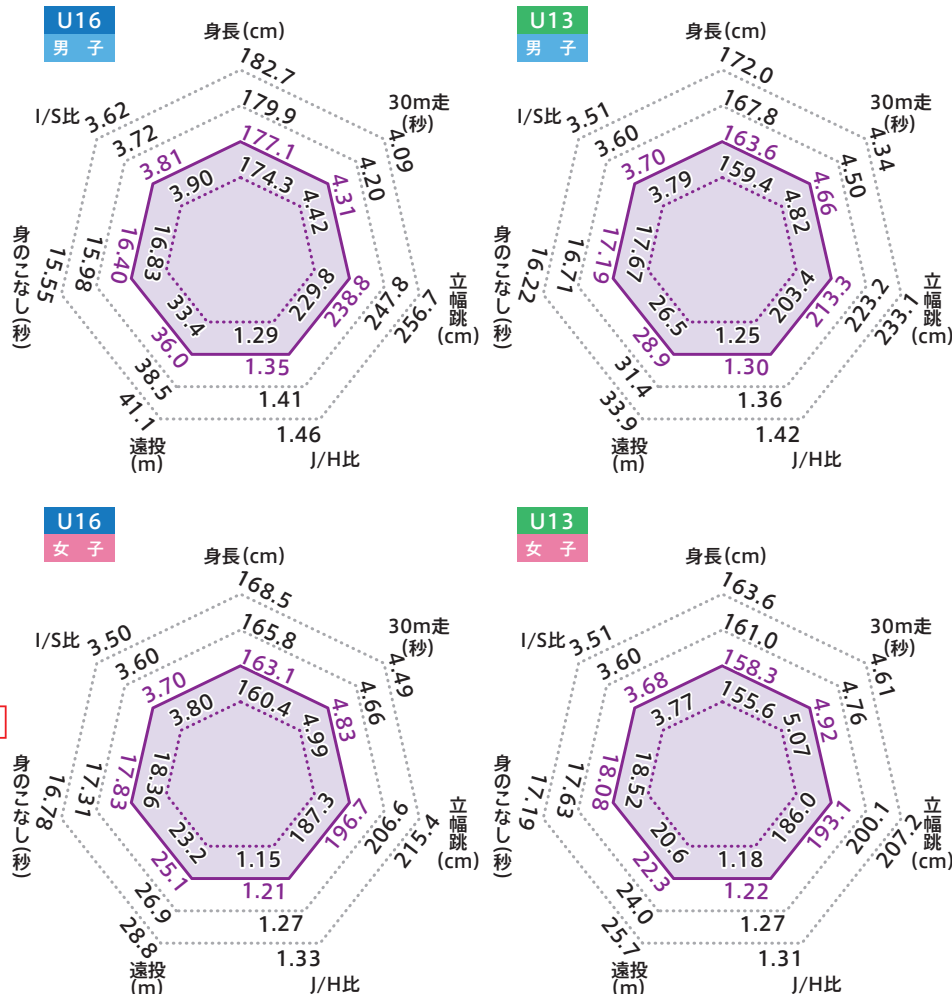 U16
男 子
身長(cm)
182.7
179.9
177.1
174.3
30m走
(秒)
4.09
4.20
4.31
4.42
立幅跳
(cm)
256.7
247.8
238.8
229.8
J/H比
1.46
1.41
1.35
1.29
遠投
(m)
41.1
38.5
36.0
33.4
身のこなし(秒)
15.55
15.98
16.40
16.83
I/S比
3.62
3.72
3.81
3.90
U13
男 子
身長(cm)
172.0
167.8
163.6
159.4
30m走
(秒)
4.34
4.50
4.66
4.82
立幅跳
(cm)
233.1
223.2
213.3
203.4
J/H比
1.42
1.36
1.30
1.25
遠投
(m)
33.9
31.4
28.9
26.5
身のこなし(秒)
16.22
16.71
17.19
17.67
I/S比
3.51
3.60
3.70
3.79
U16
女 子
身長(cm)
168.5
165.8
163.1
160.4
30m走
(秒)
4.49
4.66
4.83
4.99
立幅跳
(cm)
215.4
206.6
196.7
187.3
J/H比
1.33
1.27
1.21
1.15
遠投
(m)
28.8
26.9
25.1
23.2
身のこなし(秒)
16.78
17.31
17.83
18.36
I/S比
3.50
3.60
3.70
3.80
U13
女 子
身長(cm)
163.6
161.0
158.3
155.6
30m走
(秒)
4.61
4.76
4.92
5.07
立幅跳
(cm)
207.2
200.1
193.1
186.0
J/H比
1.31
1.27
1.22
1.18
遠投
(m)
25.7
24.0
22.3
20.6
身のこなし(秒)
17.19
17.63
18.08
18.52
I/S比
3.51
3.60
3.68
3.77